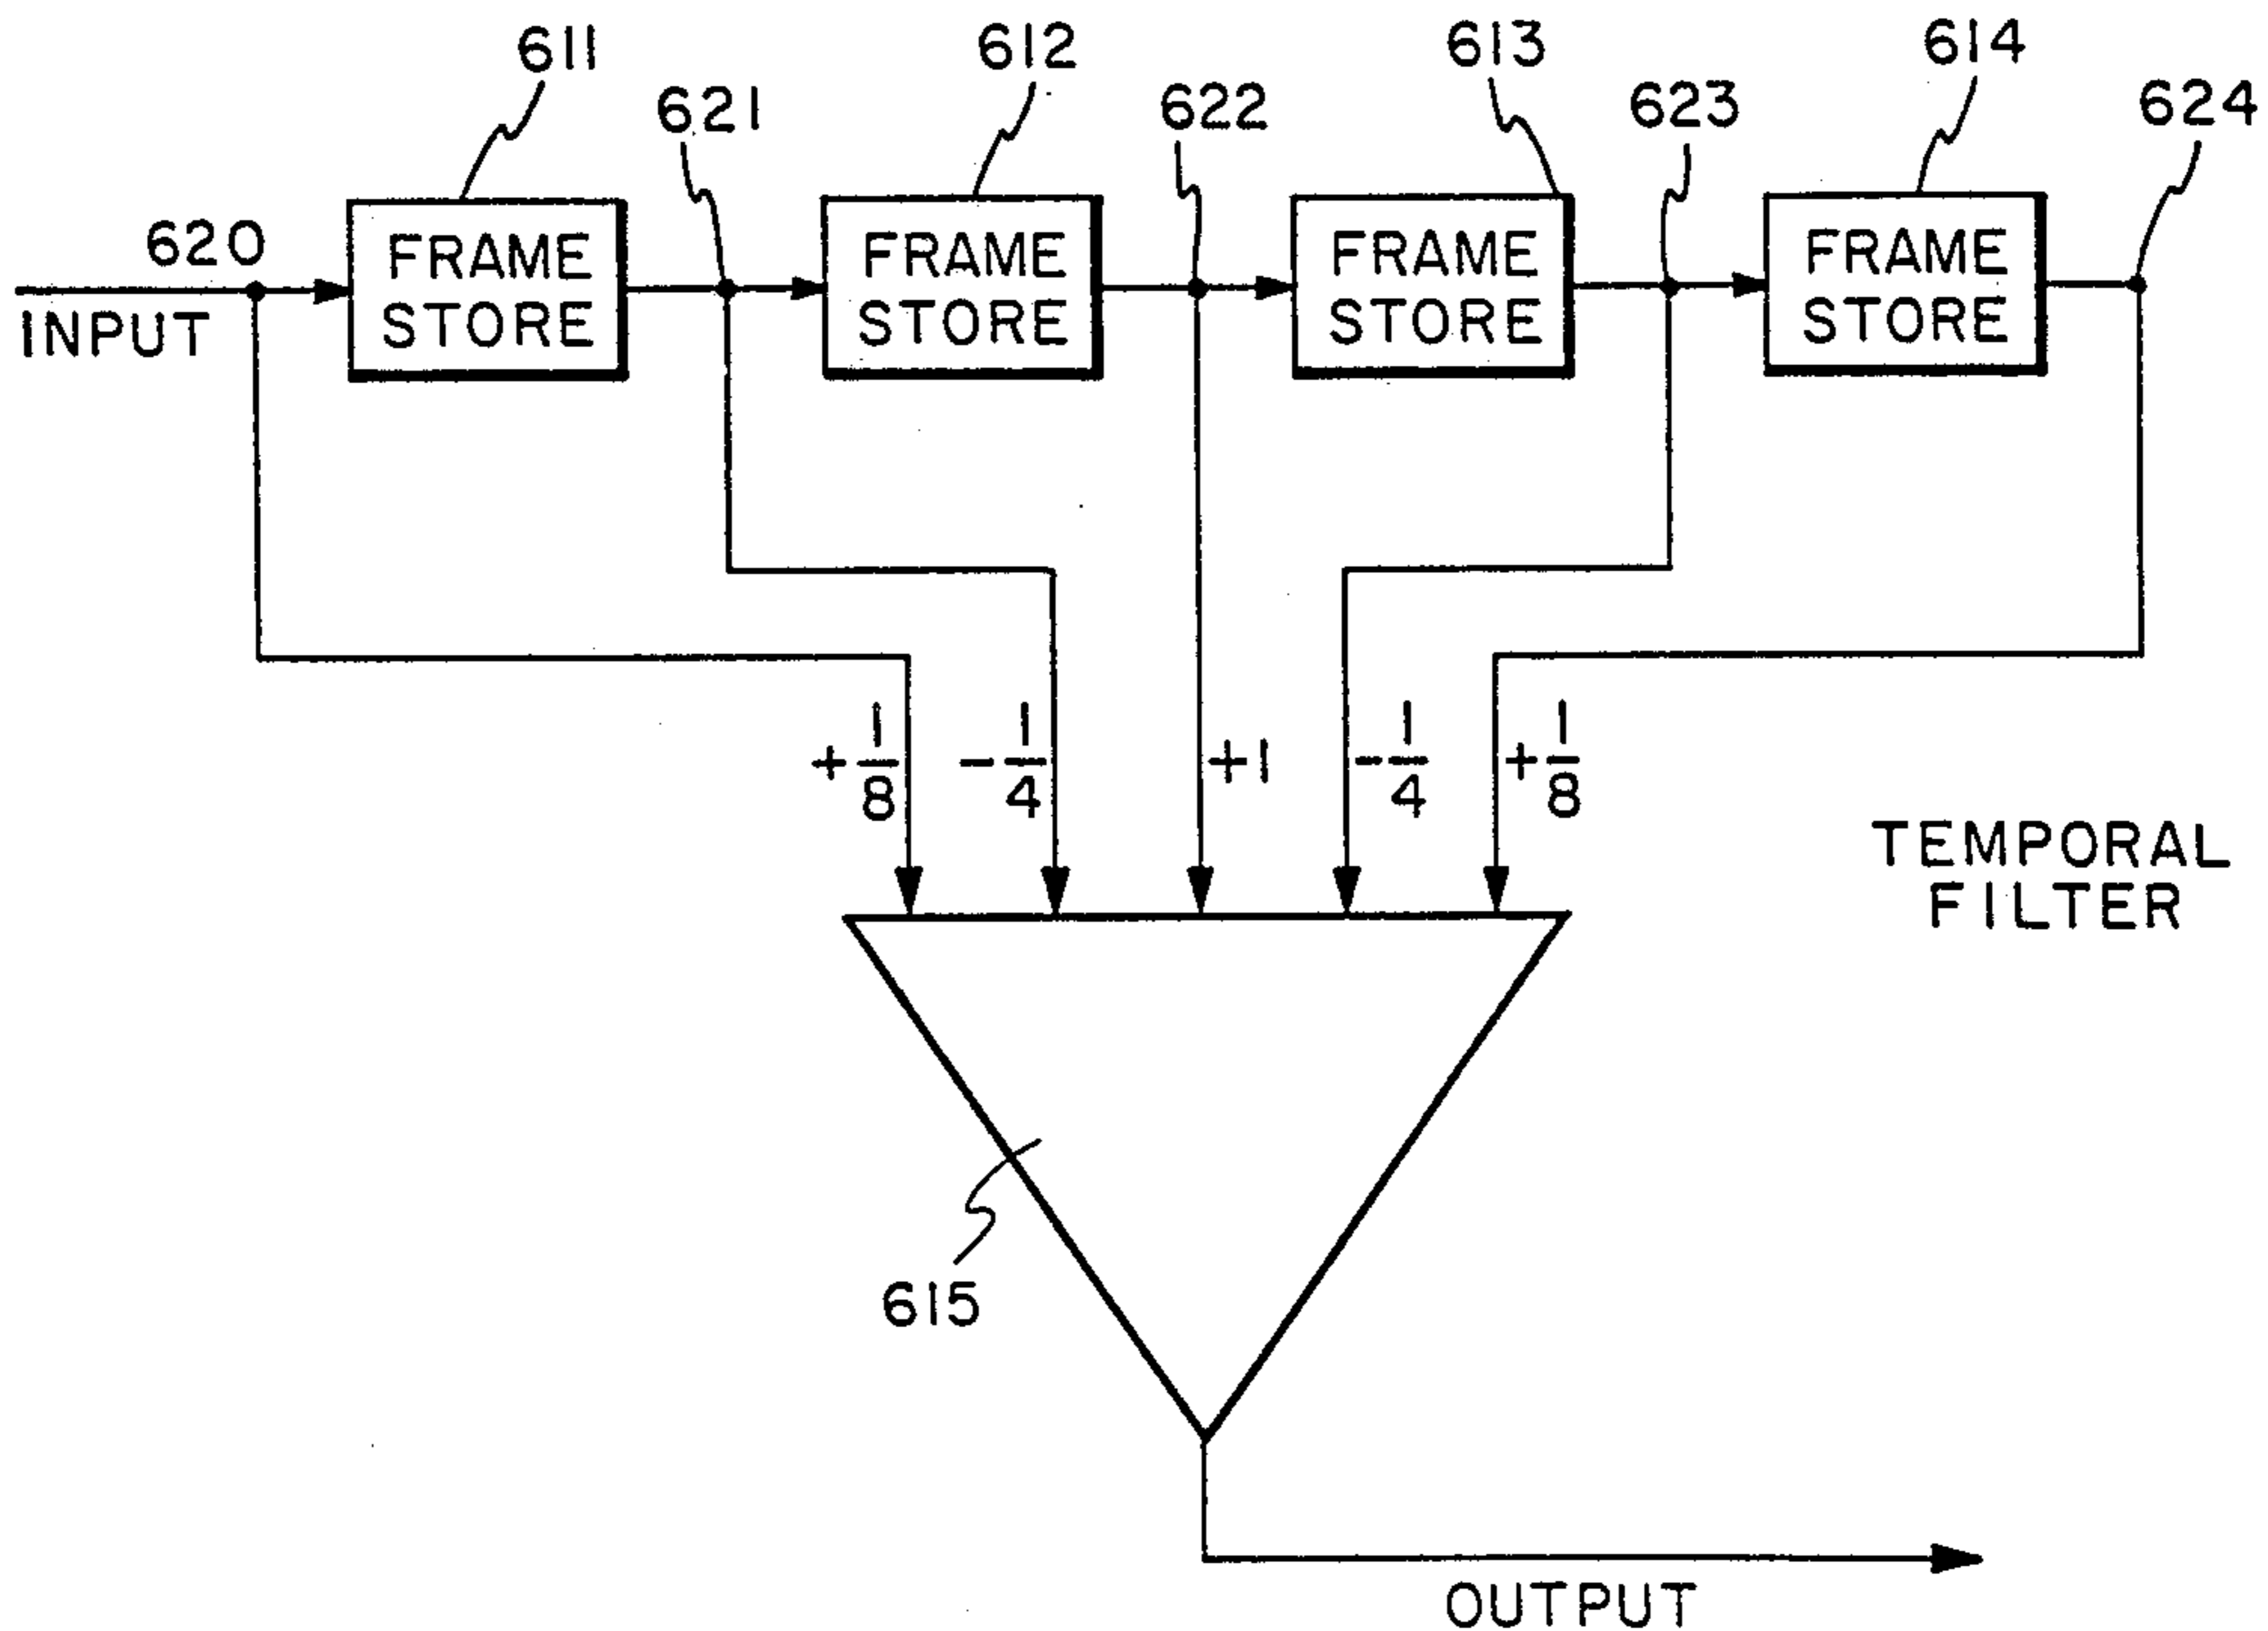 611
612
613
614
621
622
623
624
620
INPUT
FRAME
STORE
FRAME
STORE
FRAME
STORE
FRAME
STORE
+1/8
-1/4
+1
-1/4
+1/8
TEMPORAL
FILTER
615
OUTPUT